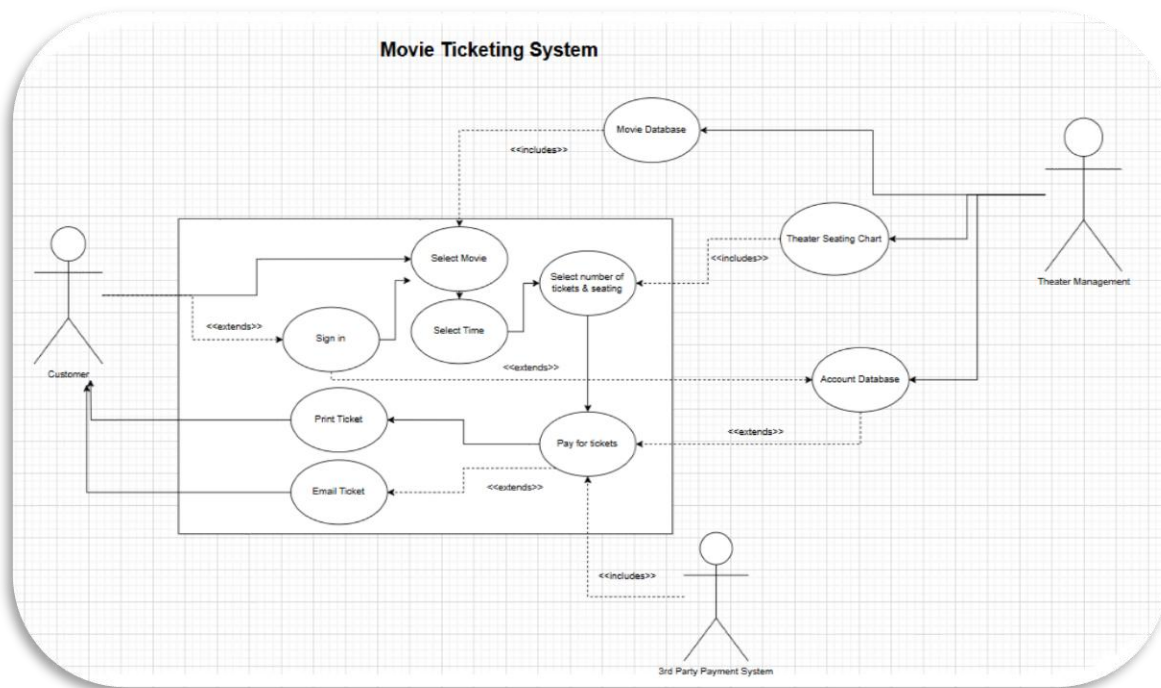 Movie Ticketing System
Movie Database
<<includes>>
Theater Seating Chart
<<includes>>
Select Movie
Select number of
tickets & seating
Theater Management
<<extends>>
Sign in
Select Time
Customer
<<extends>>
Account Database
Print Ticket
Pay for tickets
<<extends>>
Email Ticket
<<extends>>
<<includes>>
3rd Party Payment System